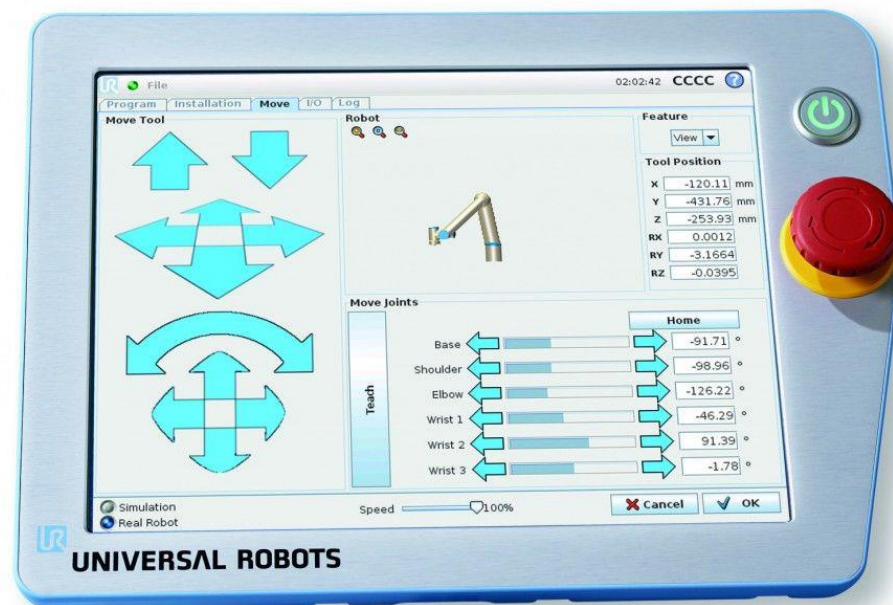 File
02:02:42 CCCC ?
Program Installation Move I/O Log
Move Tool
Robot
Feature
View
Tool Position
X -120.11 mm
Y -431.76 mm
Z -253.93 mm
RX 0.0012
RY -3.1664
RZ -0.0395
Move Joints
Home
Teach
Base -91.71 °
Shoulder -98.96 °
Elbow -126.22 °
Wrist 1 -46.29 °
Wrist 2 91.39 °
Wrist 3 -1.78 °
Simulation
Real Robot
Speed 100%
Cancel OK
UR
UNIVERSAL ROBOTS